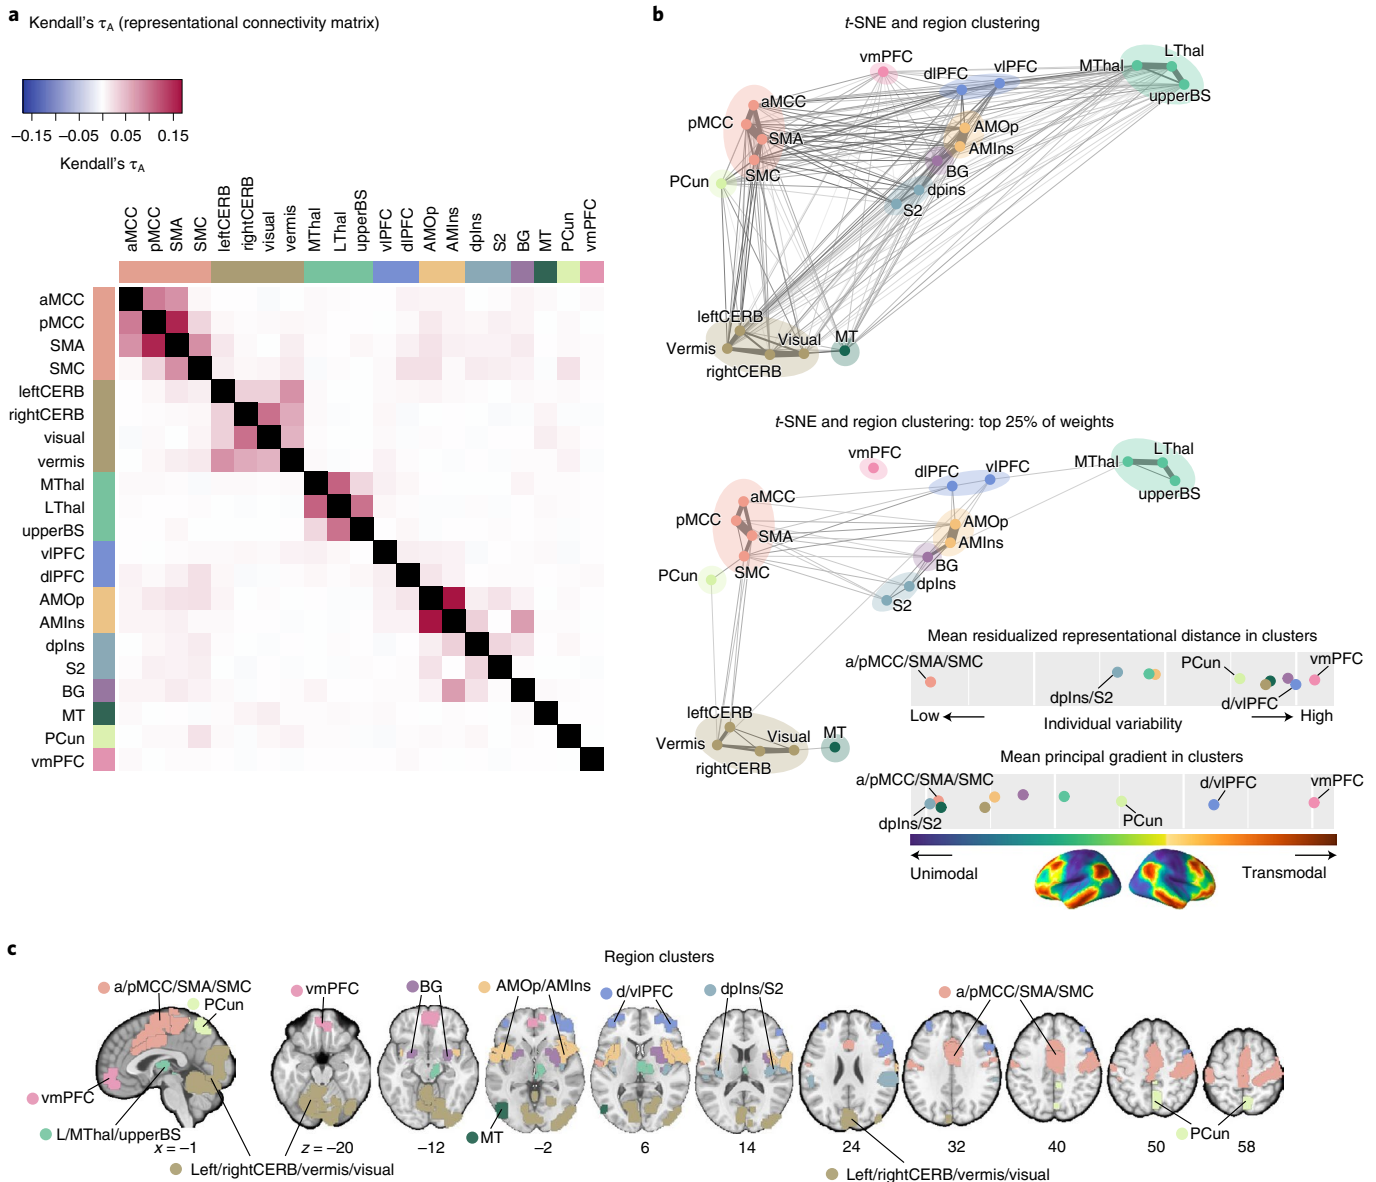 a
Kendall's τA (representational connectivity matrix)
−0.15 −0.05 0.05 0.15
Kendall's τA
aMCC pMCC SMA SMC leftCERB rightCERB visual vermis MThal LThal upperBS vlPFC dlPFC AMOp AMIns dpIns S2 BG MT PCun vmPFC
aMCC
pMCC
SMA
SMC
leftCERB
rightCERB
visual
vermis
MThal
LThal
upperBS
vlPFC
dlPFC
AMOp
AMIns
dpIns
S2
BG
MT
PCun
vmPFC
b
t-SNE and region clustering
vmPFC
dlPFC
vlPFC
MThal
LThal
upperBS
aMCC
pMCC
SMA
SMC
PCun
AMOp
AMIns
BG
dpins
S2
leftCERB
Vermis
Visual
MT
rightCERB
t-SNE and region clustering: top 25% of weights
vmPFC
dlPFC
vlPFC
MThal
LThal
upperBS
aMCC
pMCC
SMA
SMC
PCun
AMOp
AMIns
BG
dpIns
S2
leftCERB
Vermis
Visual
MT
rightCERB
Mean residualized representational distance in clusters
a/pMCC/SMA/SMC
dpIns/S2
PCun
d/vlPFC
vmPFC
Low
Individual variability
High
Mean principal gradient in clusters
a/pMCC/SMA/SMC
dpIns/S2
PCun
d/vlPFC
vmPFC
Unimodal
Transmodal
c
Region clusters
a/pMCC/SMA/SMC
PCun
vmPFC
L/MThal/upperBS
vmPFC
BG
AMOp/AMIns
d/vlPFC
dpIns/S2
a/pMCC/SMA/SMC
MT
PCun
x = −1
z = −20
−12
−2
6
14
24
32
40
50
58
Left/rightCERB/vermis/visual
Left/rightCERB/vermis/visual